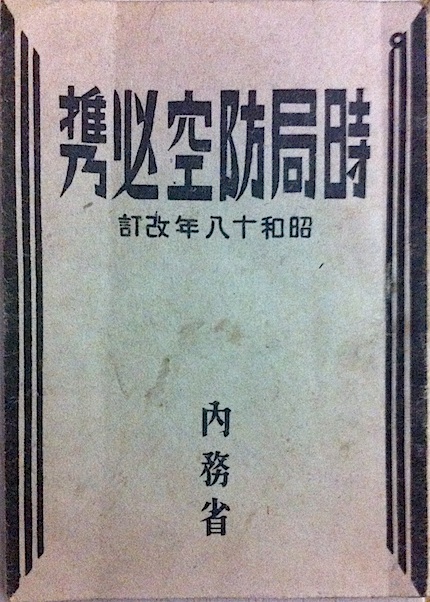 時局防空必携
昭和十八年改訂
內務省